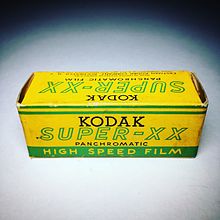 KODAK
SUPER-XX
PANCHROMATIC FILM
KODAK
SUPER-XX
PANCHROMATIC
HIGH SPEED FILM